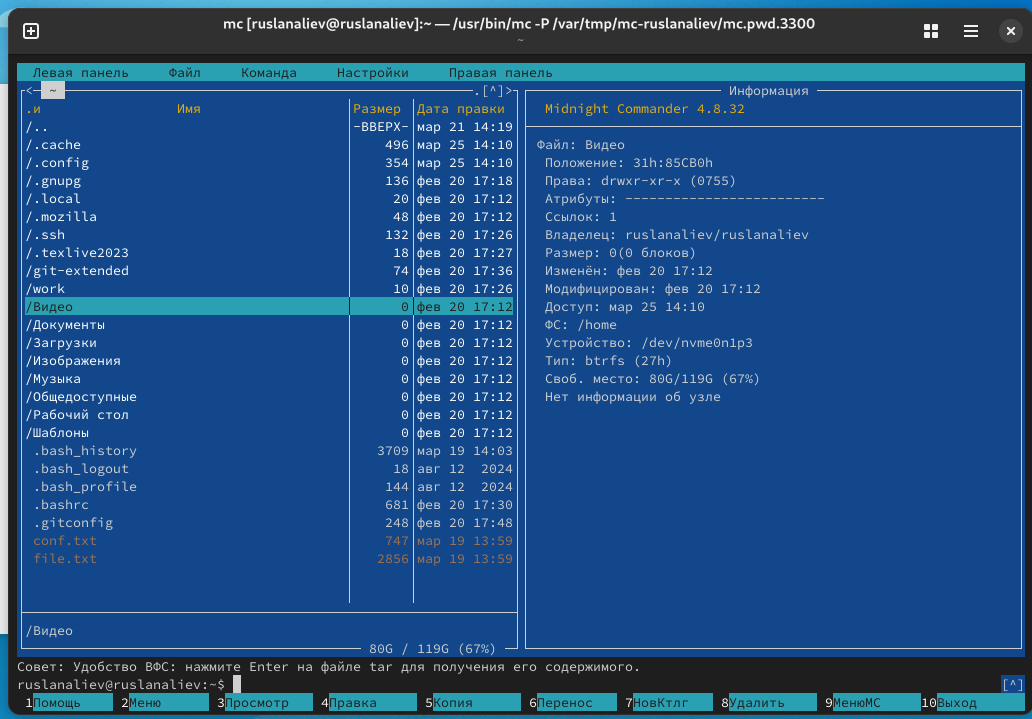 mc [ruslanaliev@ruslanaliev]:~ — /usr/bin/mc -P /var/tmp/mc-ruslanaliev/mc.pwd.3300
~
Левая панель Файл Команда Настройки Правая панель
<- ~ .[^]>
.и Имя Размер Дата правки
/.. -ВВЕРХ- мар 21 14:19
/.cache 496 мар 25 14:10
/.config 354 мар 25 14:10
/.gnupg 136 фев 20 17:18
/.local 20 фев 20 17:12
/.mozilla 48 фев 20 17:12
/.ssh 132 фев 20 17:26
/.texlive2023 18 фев 20 17:27
/git-extended 74 фев 20 17:36
/work 10 фев 20 17:26
/Видео 0 фев 20 17:12
/Документы 0 фев 20 17:12
/Загрузки 0 фев 20 17:12
/Изображения 0 фев 20 17:12
/Музыка 0 фев 20 17:12
/Общедоступные 0 фев 20 17:12
/Рабочий стол 0 фев 20 17:12
/Шаблоны 0 фев 20 17:12
.bash_history 3709 мар 19 14:03
.bash_logout 18 авг 12 2024
.bash_profile 144 авг 12 2024
.bashrc 681 фев 20 17:30
.gitconfig 248 фев 20 17:48
conf.txt 747 мар 19 13:59
file.txt 2856 мар 19 13:59
/Видео
80G / 119G (67%)
Информация
Midnight Commander 4.8.32
Файл: Видео
Положение: 31h:85CB0h
Права: drwxr-xr-x (0755)
Атрибуты: -------------------------
Ссылок: 1
Владелец: ruslanaliev/ruslanaliev
Размер: 0(0 блоков)
Изменён: фев 20 17:12
Модифицирован: фев 20 17:12
Доступ: мар 25 14:10
ФС: /home
Устройство: /dev/nvme0n1p3
Тип: btrfs (27h)
Своб. место: 80G/119G (67%)
Нет информации об узле
Совет: Удобство ВФС: нажмите Enter на файле tar для получения его содержимого.
ruslanaliev@ruslanaliev:~$ [^]
1Помощь 2Меню 3Просмотр 4Правка 5Копия 6Перенос 7НовКтлг 8Удалить 9МенюMC 10Выход